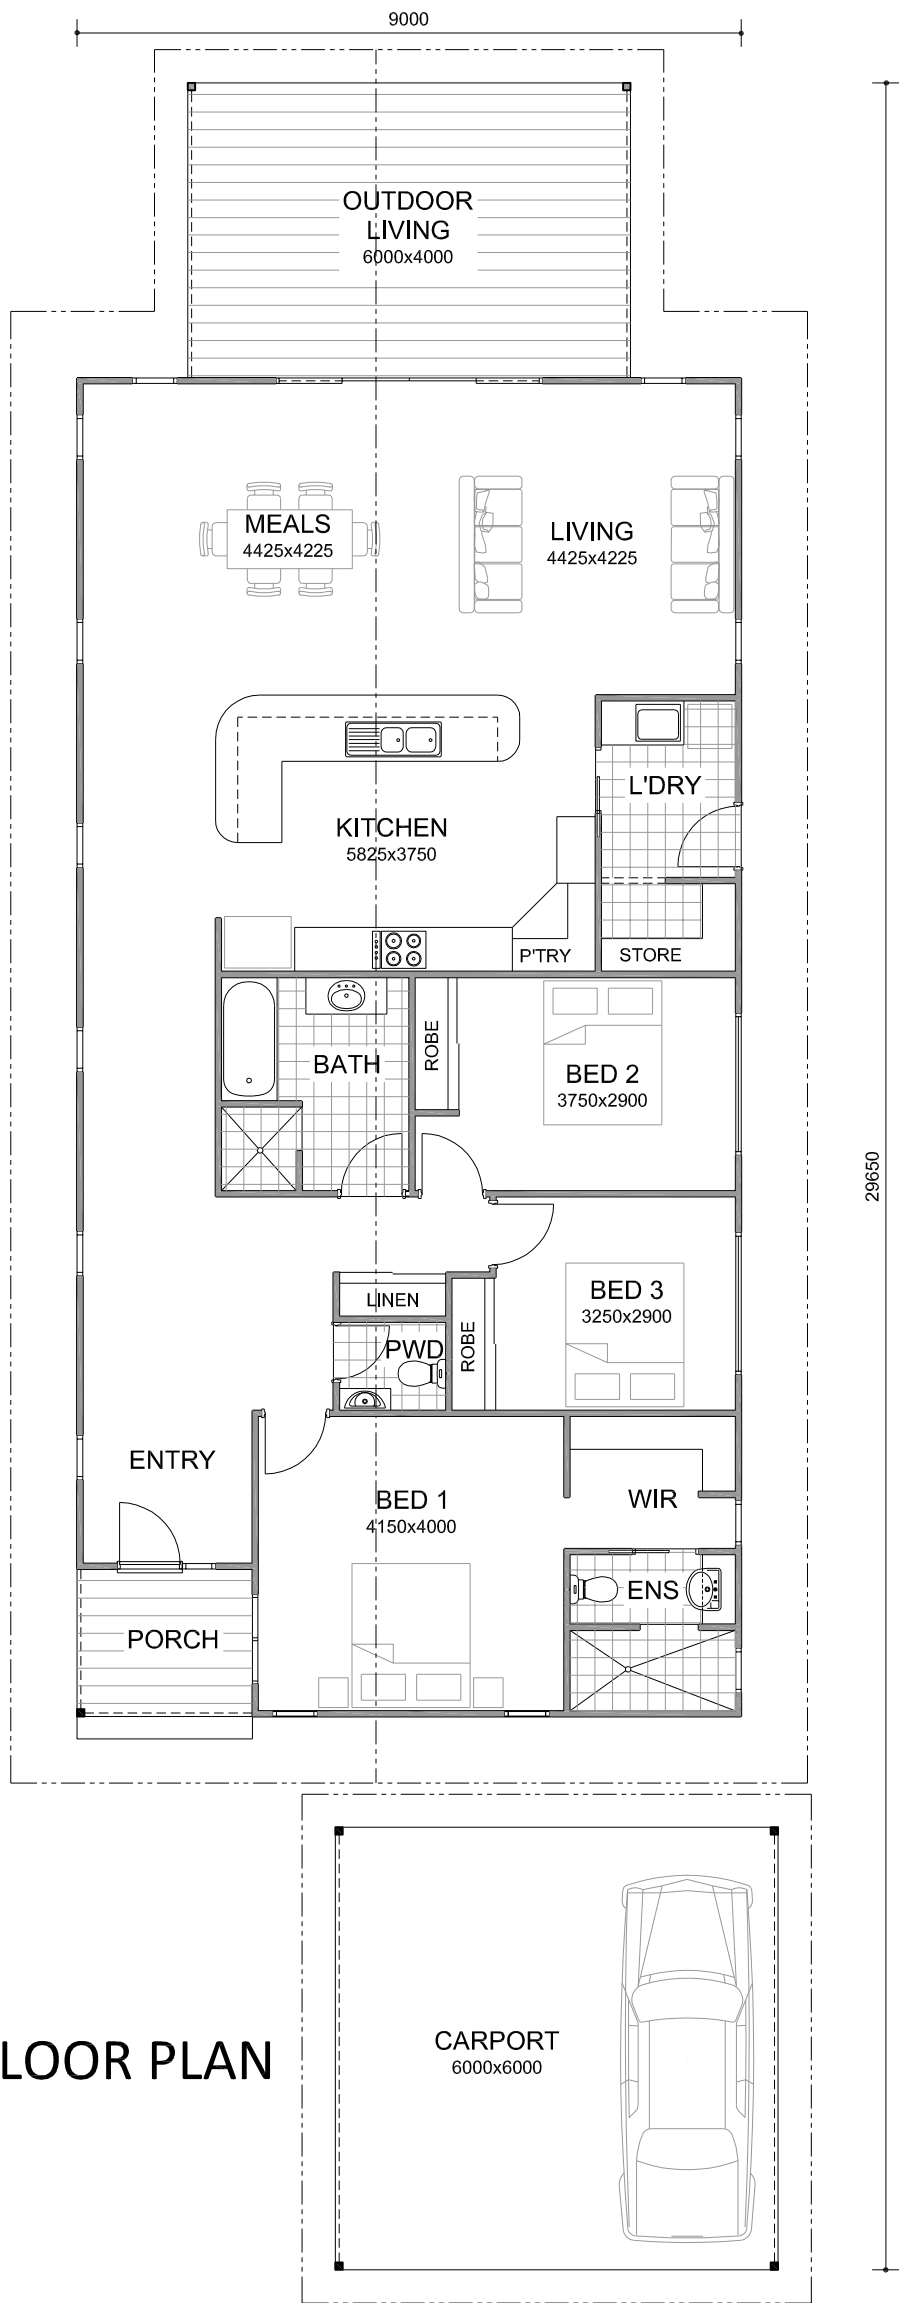 9000
OUTDOOR
LIVING
6000x4000
MEALS
4425x4225
LIVING
4425x4225
L'DRY
KITCHEN
5825x3750
P'TRY
STORE
BATH
ROBE
BED 2
3750x2900
29650
BED 3
3250x2900
LINEN
ROBE
PWD
ENTRY
BED 1
4150x4000
WIR
ENS
PORCH
CARPORT
6000x6000
LOOR PLAN